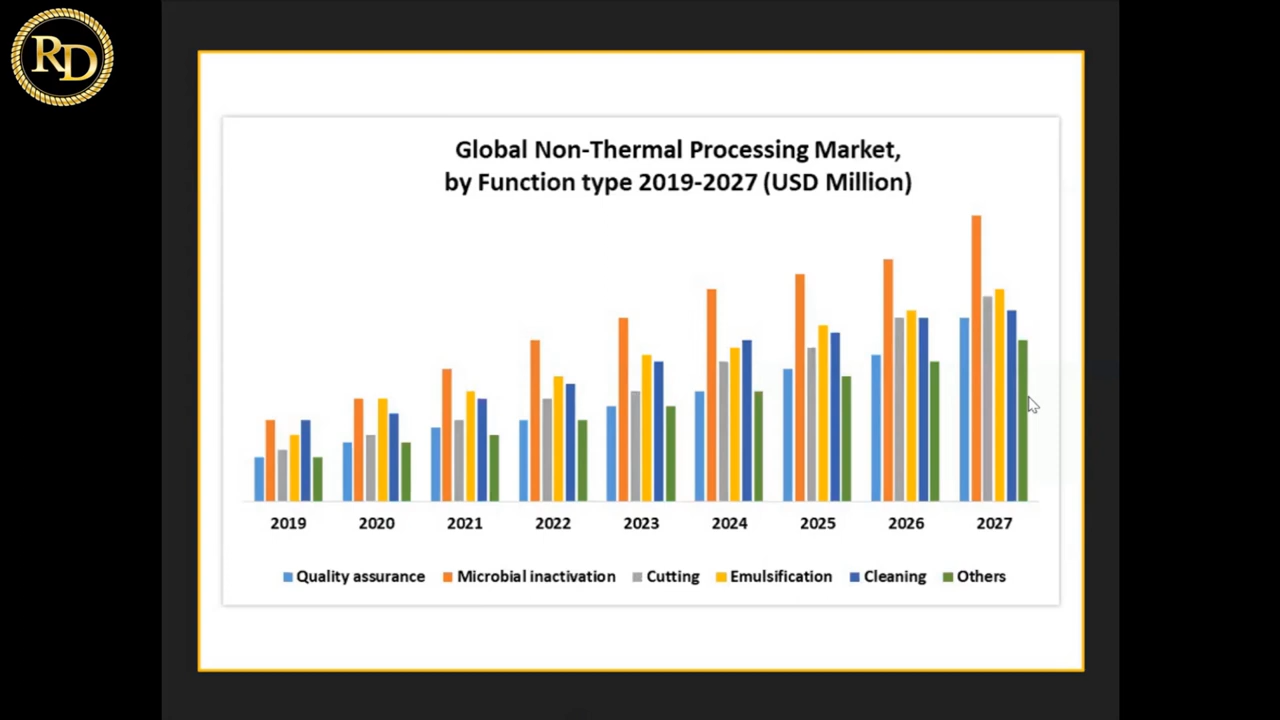 RD
Global Non-Thermal Processing Market,
by Function type 2019-2027 (USD Million)
2019 2020 2021 2022 2023 2024 2025 2026 2027
Quality assurance Microbial inactivation Cutting Emulsification Cleaning Others